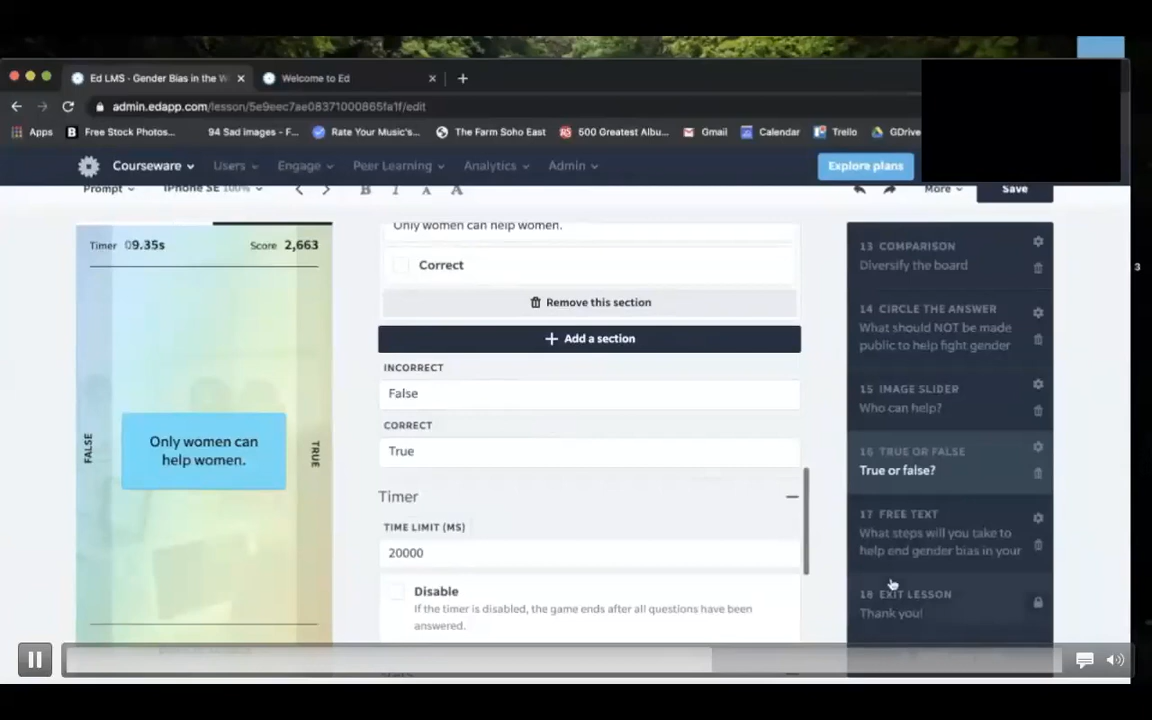 Ed LMS - Gender Bias in the W
Welcome to Ed
admin.edapp.com/lesson/5e9eec7ae08371000865fa1f/edit
Apps
Free Stock Photos...
94 Sad images - F...
Rate Your Music's...
The Farm Soho East
500 Greatest Albu...
Gmail
Calendar
Trello
GDrive
Courseware
Users
Engage
Peer Learning
Analytics
Admin
Explore plans
Prompt
iPhone SE 100%
B I A A
More
Save
Timer 09.35s
Score 2,663
FALSE
Only women can
help women.
TRUE
Only women can help women.
Correct
Remove this section
+ Add a section
INCORRECT
False
CORRECT
True
Timer
TIME LIMIT (MS)
20000
Disable
If the timer is disabled, the game ends after all questions have been
answered.
13 COMPARISON
Diversify the board
14 CIRCLE THE ANSWER
What should NOT be made
public to help fight gender
15 IMAGE SLIDER
Who can help?
16 TRUE OR FALSE
True or false?
17 FREE TEXT
What steps will you take to
help end gender bias in your
18 EXIT LESSON
Thank you!
3